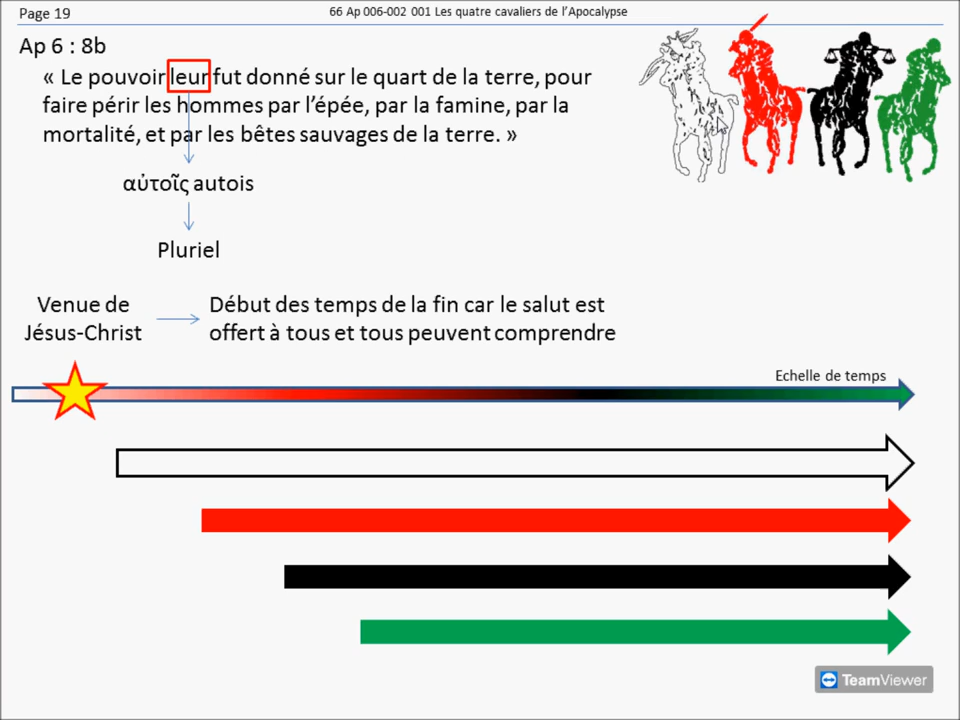 Page 19
66 Ap 006-002 001 Les quatre cavaliers de l'Apocalypse
Ap 6 : 8b
« Le pouvoir leur fut donné sur le quart de la terre, pour
faire périr les hommes par l'épée, par la famine, par la
mortalité, et par les bêtes sauvages de la terre. »
αὐτοῖς autois
Pluriel
Venue de
Jésus-Christ
Début des temps de la fin car le salut est
offert à tous et tous peuvent comprendre
Echelle de temps
TeamViewer